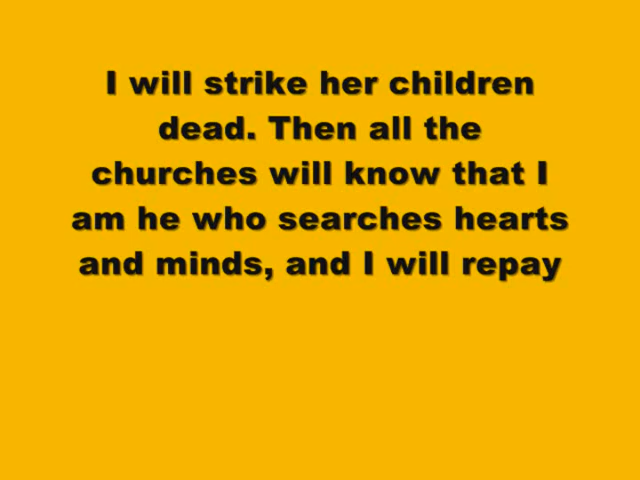 I will strike her children
dead. Then all the
churches will know that I
am he who searches hearts
and minds, and I will repay